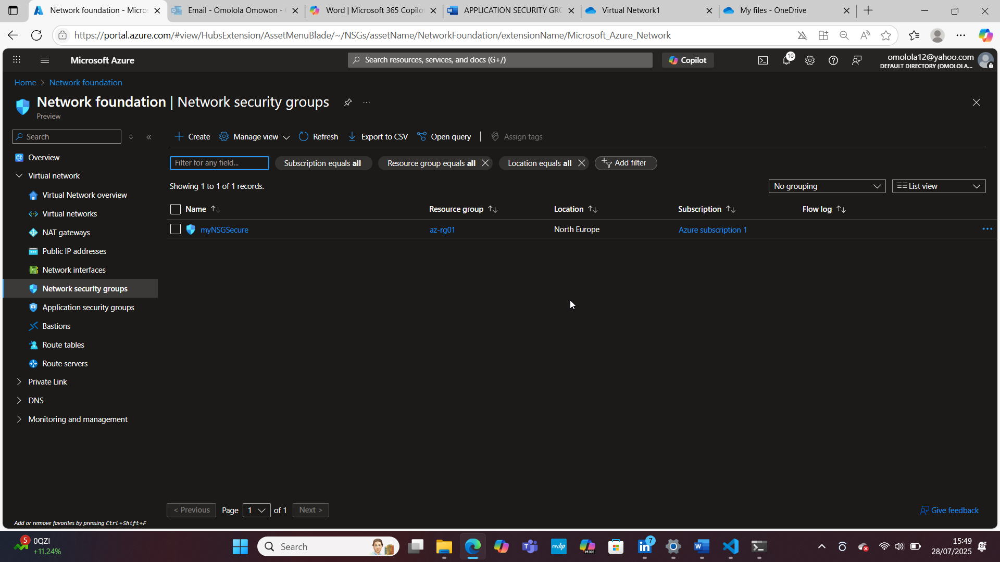 Network foundation - Micros
Email - Omolola Omowon -
Word | Microsoft 365 Copilot
APPLICATION SECURITY GRO
Virtual Network1
My files - OneDrive
https://portal.azure.com/#view/HubsExtension/AssetMenuBlade/~/NSGs/assetName/NetworkFoundation/extensionName/Microsoft_Azure_Network
Microsoft Azure
Search resources, services, and docs (G+/)
Copilot
10
omolola12@yahoo.com
DEFAULT DIRECTORY (OMOLOLA...
Home > Network foundation
Network foundation | Network security groups
Preview
Search
Create
Manage view
Refresh
Export to CSV
Open query
Assign tags
Filter for any field...
Subscription equals all
Resource group equals all
Location equals all
Add filter
Showing 1 to 1 of 1 records.
No grouping
List view
Name
Resource group
Location
Subscription
Flow log
myNSGSecure
az-rg01
North Europe
Azure subscription 1
Overview
Virtual network
Virtual Network overview
Virtual networks
NAT gateways
Public IP addresses
Network interfaces
Network security groups
Application security groups
Bastions
Route tables
Route servers
Private Link
DNS
Monitoring and management
< Previous
Page 1 of 1
Next >
Give feedback
Add or remove favorites by pressing Ctrl+Shift+F
5
0QZI
+11.24%
Search
myhp
M365
7
15:49
28/07/2025